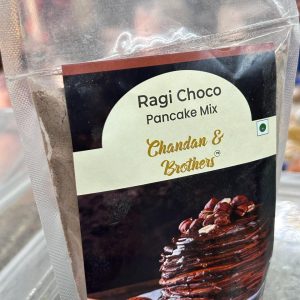 Ragi Choco
Pancake Mix
Chandan &
Brothers